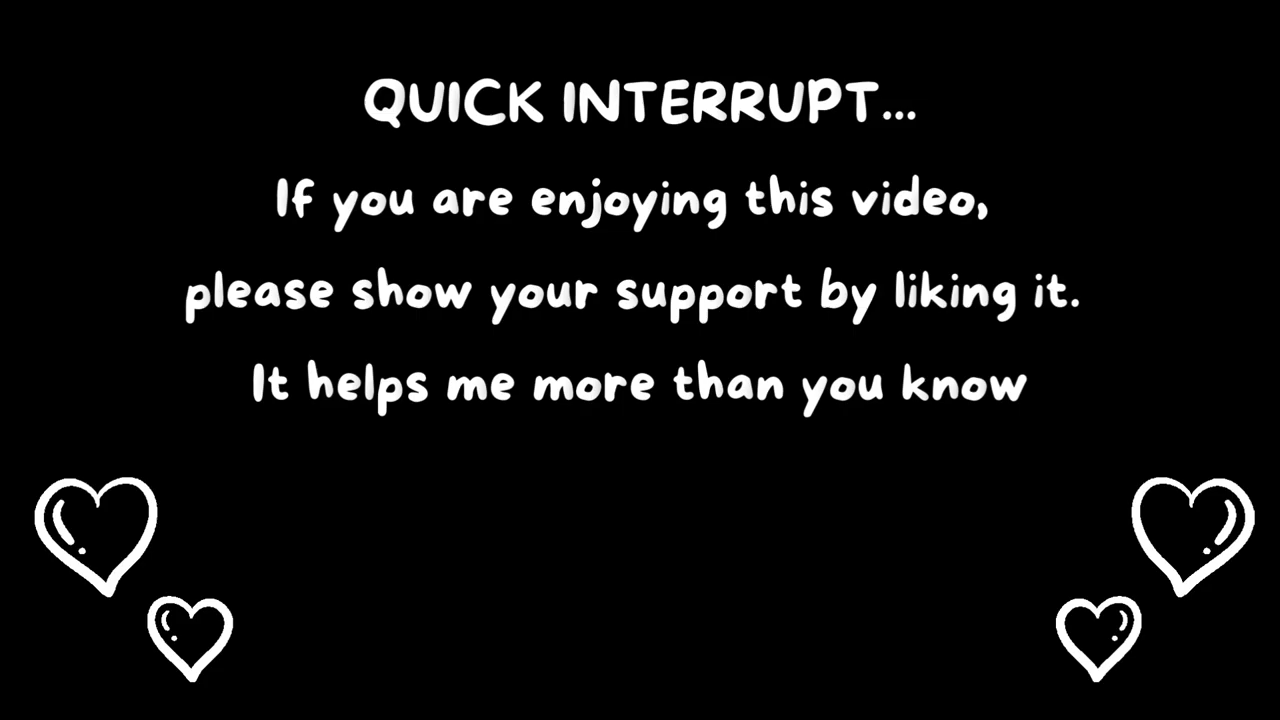 QUICK INTERRUPT...
If you are enjoying this video,
please show your support by liking it.
It helps me more than you know